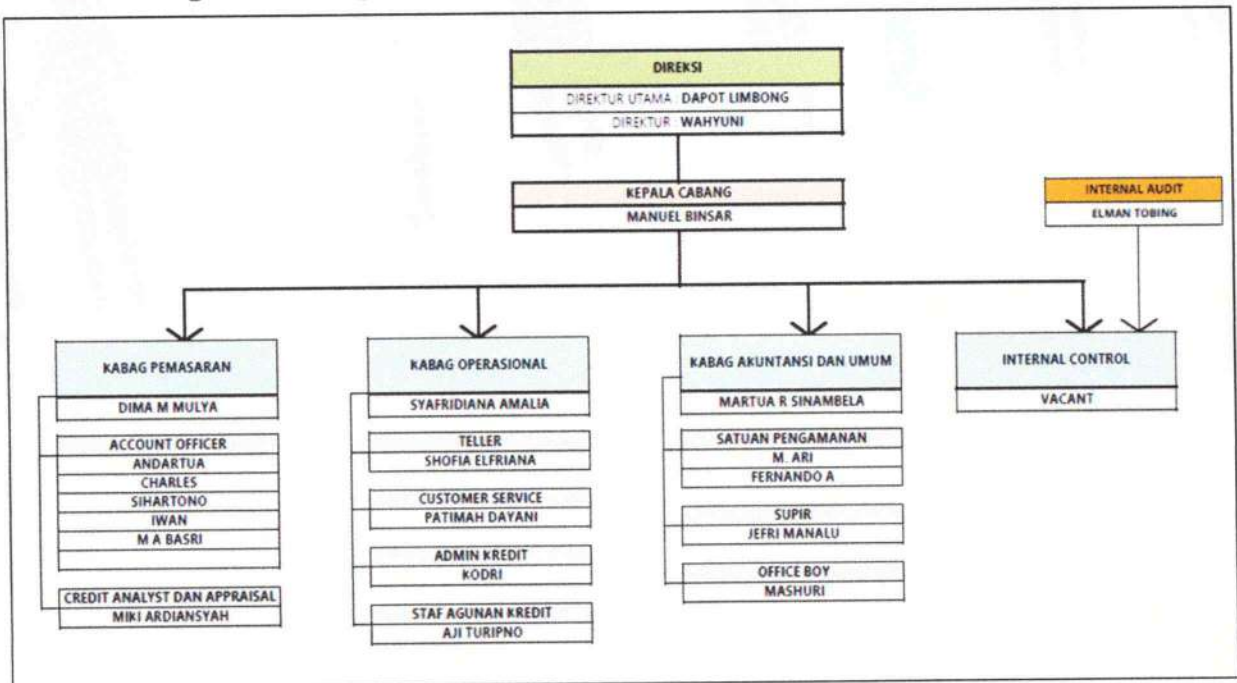 DIREKSI
DIREKTUR UTAMA : DAPOT LIMBONG
DIREKTUR : WAHYUNI
KEPALA CABANG
MANUEL BINSAR
INTERNAL AUDIT
ELMAN TOBING
KABAG PEMASARAN
DIMA M MULYA
ACCOUNT OFFICER
ANDARTUA
CHARLES
SIHARTONO
IWAN
M A BASRI
CREDIT ANALYST DAN APPRAISAL
MIKI ARDIANSYAH
KABAG OPERASIONAL
SYAFRIDIANA AMALIA
TELLER
SHOFIA ELFRIANA
CUSTOMER SERVICE
PATIMAH DAYANI
ADMIN KREDIT
KODRI
STAF AGUNAN KREDIT
AJI TURIPNO
KABAG AKUNTANSI DAN UMUM
MARTUA R SINAMBELA
SATUAN PENGAMANAN
M. ARI
FERNANDO A
SUPIR
JEFRI MANALU
OFFICE BOY
MASHURI
INTERNAL CONTROL
VACANT